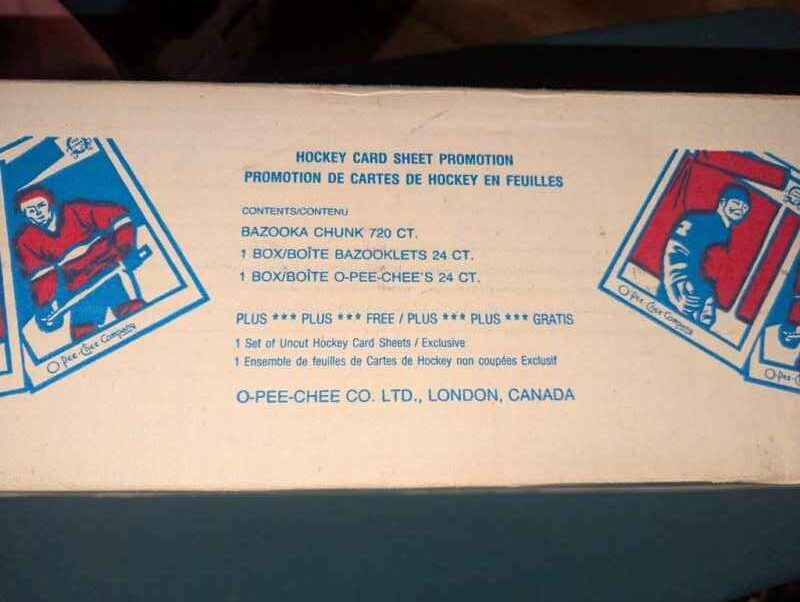 HOCKEY CARD SHEET PROMOTION
PROMOTION DE CARTES DE HOCKEY EN FEUILLES
CONTENTS/CONTENU
BAZOOKA CHUNK 720 CT.
1 BOX/BOÎTE BAZOOKLETS 24 CT.
1 BOX/BOÎTE O-PEE-CHEE'S 24 CT.
PLUS *** PLUS *** FREE / PLUS *** PLUS *** GRATIS
1 Set of Uncut Hockey Card Sheets / Exclusive
1 Ensemble de feuilles de Cartes de Hockey non coupées Exclusif
O-PEE-CHEE CO. LTD., LONDON, CANADA
O-Pee-Chee Company
O-Pee-Chee Company
O-Pee-Chee